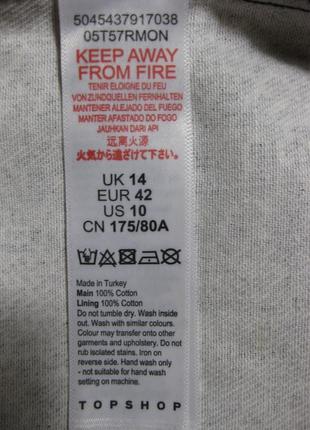 5045437917038
05T57RMON
KEEP AWAY
FROM FIRE
TENIR ELOIGNE DU FEU
VON ZUNDQUELLEN FERNHALTEN
MANTENER ALEJADO DEL FUEGO
MANTER AFASTADO DO FOGO
JAUHKAN DARI API
远离火源
火気から遠ざけて下さい。
UK 14
EUR 42
US 10
CN 175/80A
Made in Turkey
Main 100% Cotton
Lining 100% Cotton
Do not tumble dry. Wash inside
out. Wash with similar colours.
Colour may transfer onto other
garments and upholstery. Do not
rub isolated stains. Iron on
reverse side. Hand wash only
- not suitable for hand wash
setting on machine.
TOPSHOP